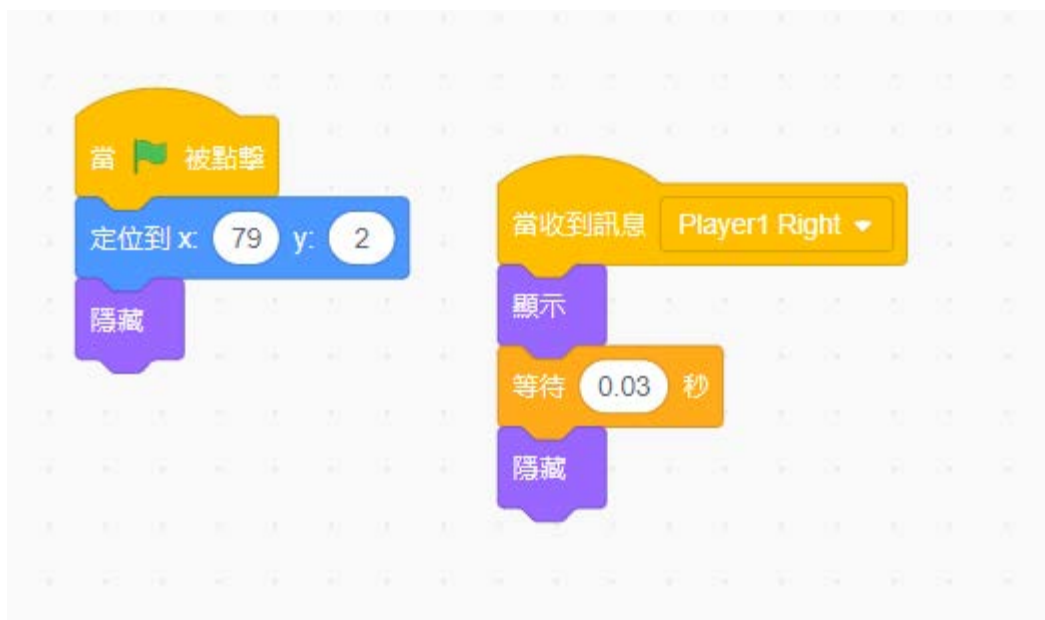 當 被點擊
定位到 x: 79 y: 2
隱藏
當收到訊息 Player1 Right
顯示
等待 0.03 秒
隱藏